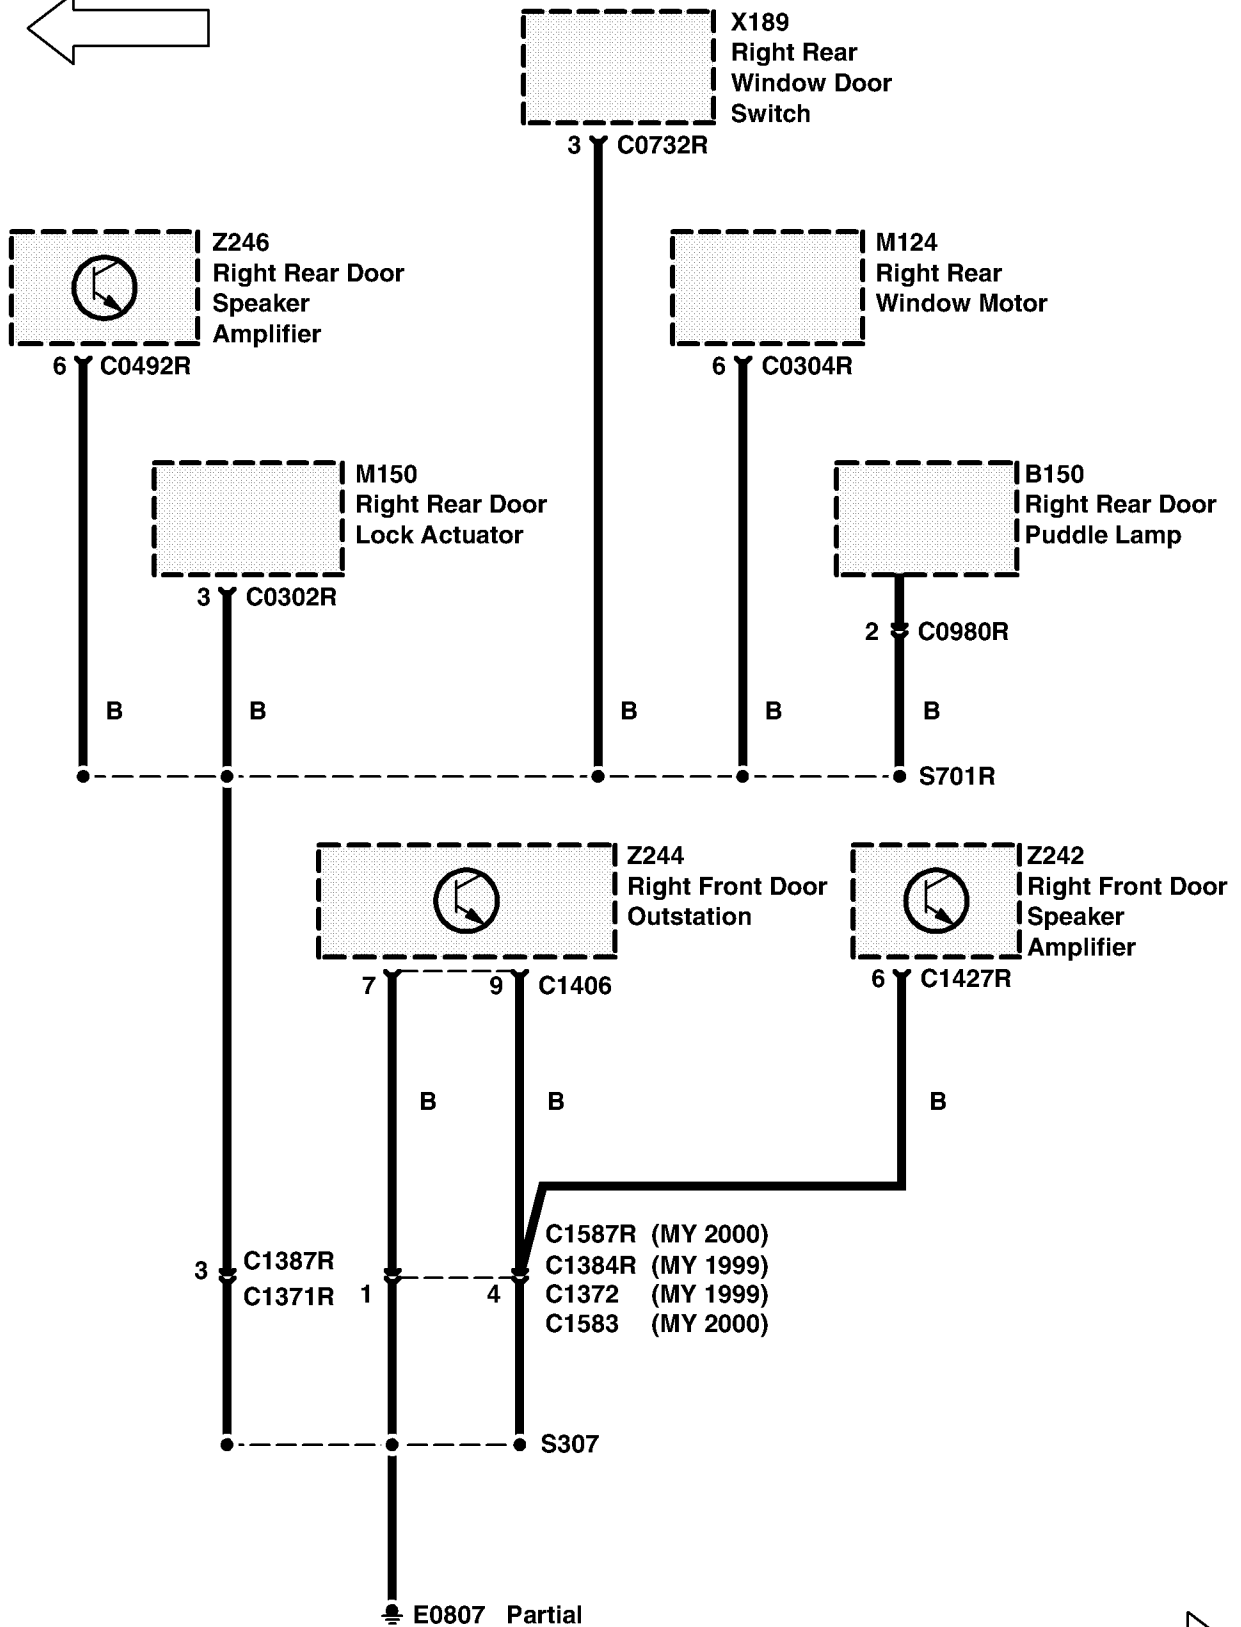 X189
Right Rear
Window Door
Switch
3 C0732R
Z246
Right Rear Door
Speaker
Amplifier
6 C0492R
M124
Right Rear
Window Motor
6 C0304R
M150
Right Rear Door
Lock Actuator
3 C0302R
B150
Right Rear Door
Puddle Lamp
2 C0980R
B B B B B
S701R
Z244
Right Front Door
Outstation
7 9 C1406
Z242
Right Front Door
Speaker
Amplifier
6 C1427R
B B B
3 C1387R
C1371R
1 4
C1587R (MY 2000)
C1384R (MY 1999)
C1372 (MY 1999)
C1583 (MY 2000)
S307
E0807 Partial